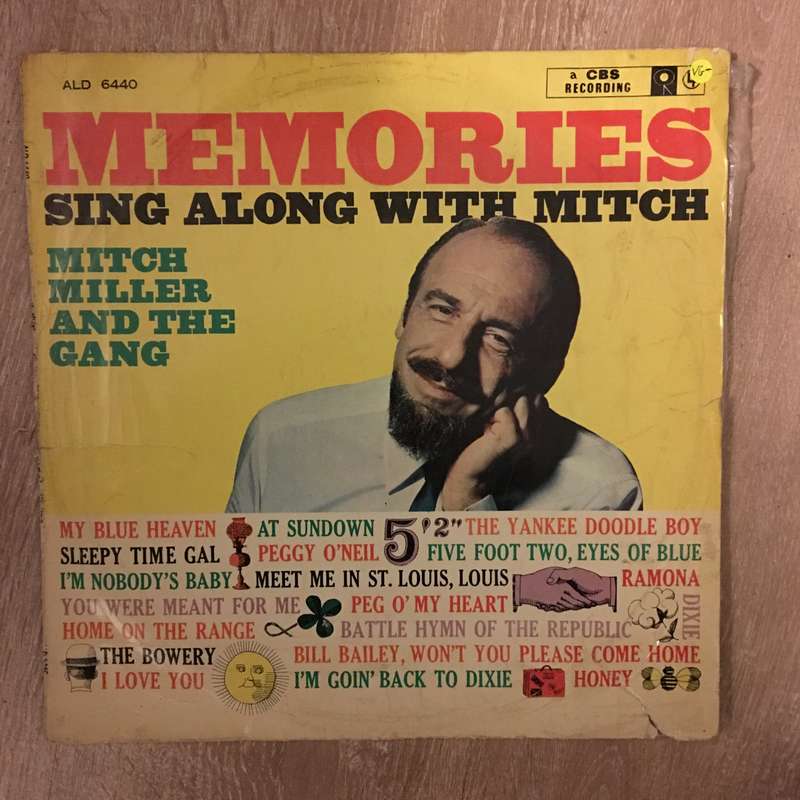 ALD 6440
a CBS
RECORDING
VG-
MEMORIES
SING ALONG WITH MITCH
MITCH
MILLER
AND THE
GANG
MY BLUE HEAVEN AT SUNDOWN 5'2" THE YANKEE DOODLE BOY
SLEEPY TIME GAL PEGGY O'NEIL FIVE FOOT TWO, EYES OF BLUE
I'M NOBODY'S BABY MEET ME IN ST. LOUIS, LOUIS RAMONA
YOU WERE MEANT FOR ME PEG O' MY HEART DIXIE
HOME ON THE RANGE BATTLE HYMN OF THE REPUBLIC
THE BOWERY BILL BAILEY, WON'T YOU PLEASE COME HOME
I LOVE YOU I'M GOIN' BACK TO DIXIE HONEY